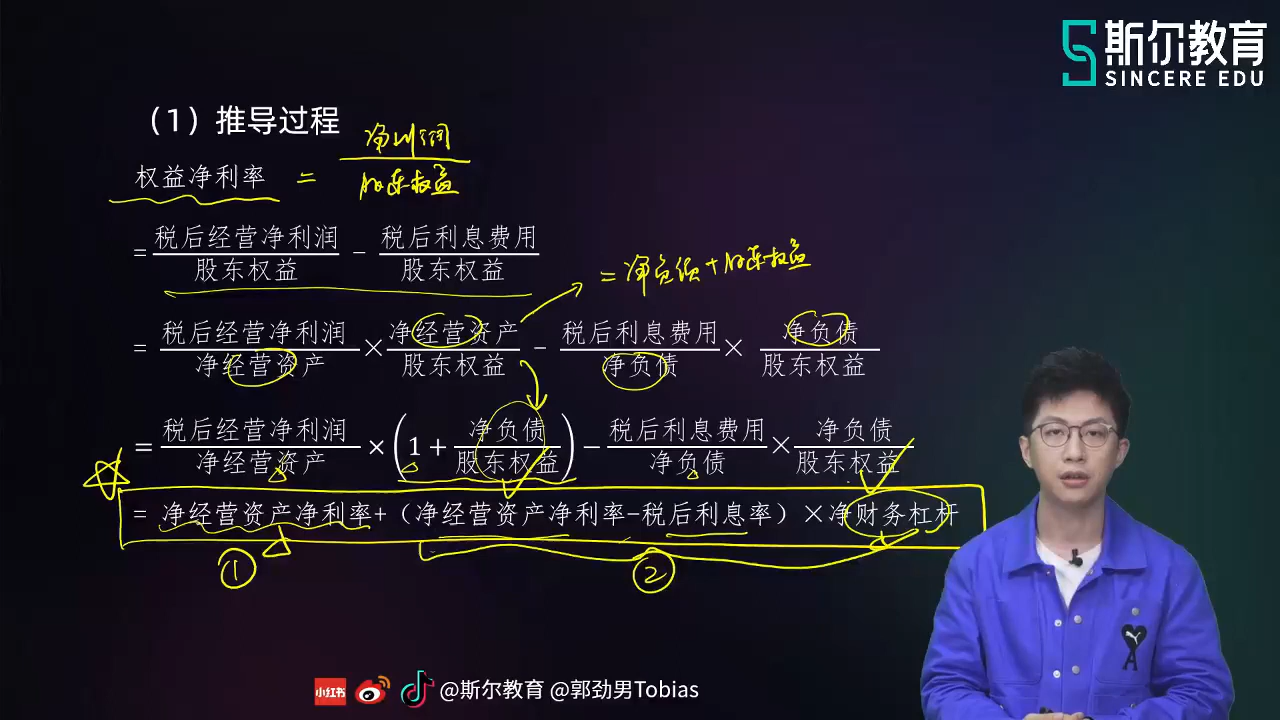 斯尔教育
SINCERE EDU
（1）推导过程
权益净利率 = 净利润 / 股东权益
= 税后经营净利润 / 股东权益 − 税后利息费用 / 股东权益
= 净负债 + 股东权益
= 税后经营净利润 / 净经营资产 × 净经营资产 / 股东权益 − 税后利息费用 / 净负债 × 净负债 / 股东权益
= 税后经营净利润 / 净经营资产 × (1 + 净负债 / 股东权益) − 税后利息费用 / 净负债 × 净负债 / 股东权益
= 净经营资产净利率+（净经营资产净利率−税后利息率）×净财务杠杆
① ②
小红书 @斯尔教育 @郭劲男Tobias